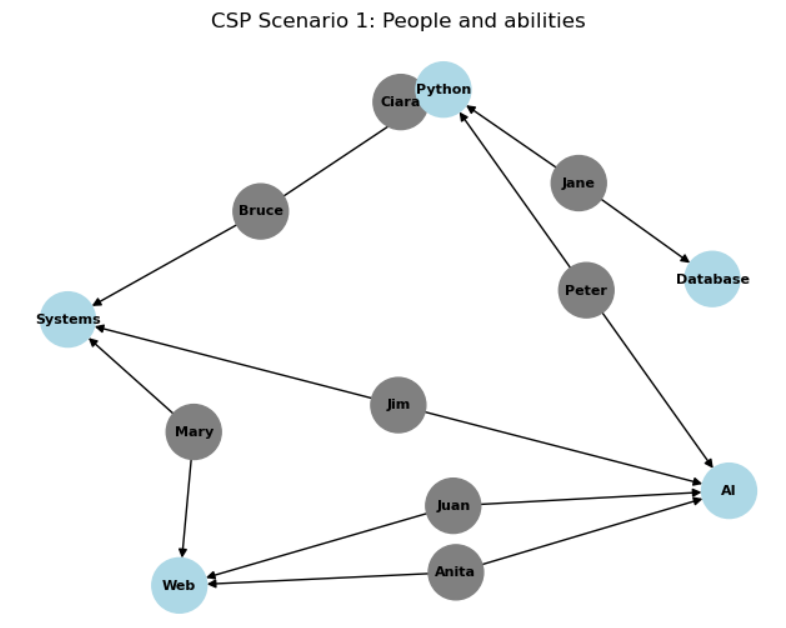 CSP Scenario 1: People and abilities
Python
Ciara
Jane
Bruce
Database
Peter
Systems
Jim
Mary
AI
Juan
Anita
Web